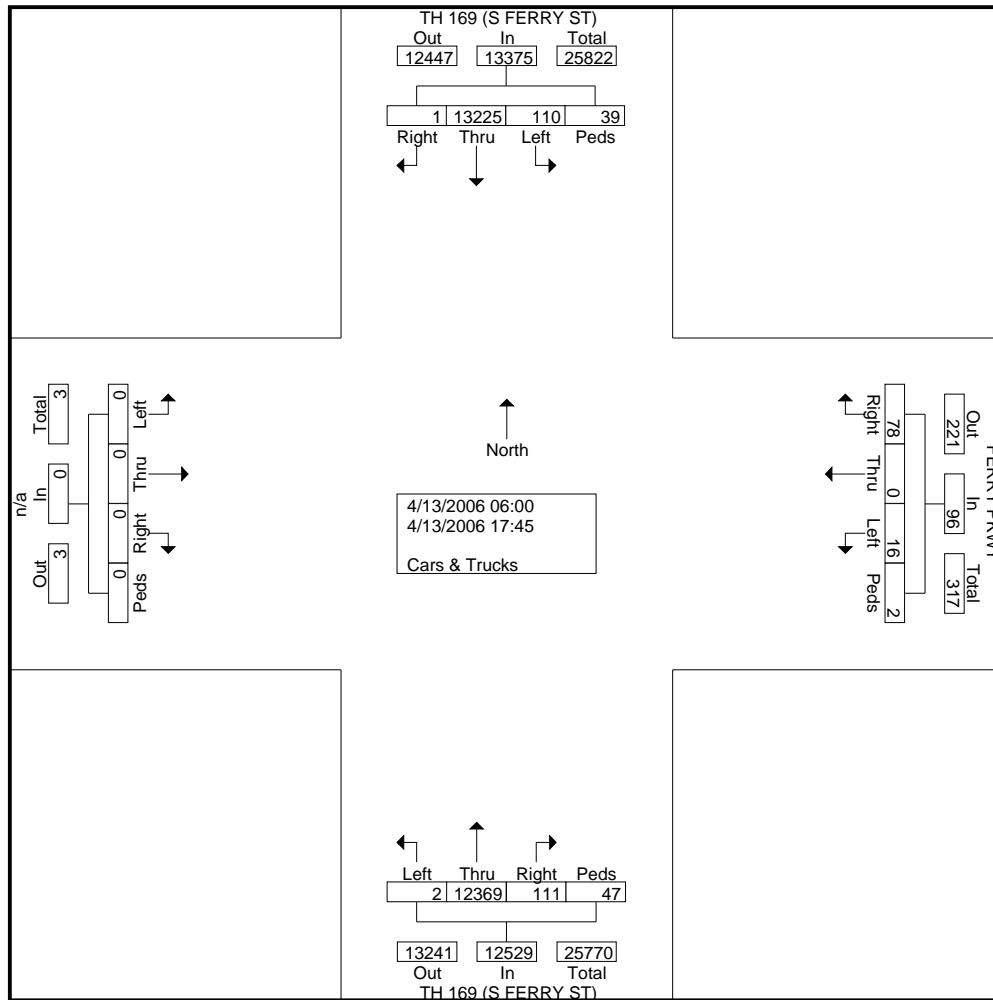 TH 169 (S FERRY ST)
Out In Total
12447 13375 25822
1 13225 110 39
Right Thru Left Peds
Total 3
In 0
Out 3
n/a
0 Left
0 Thru
0 Right
0 Peds
North
4/13/2006 06:00
4/13/2006 17:45
Cars & Trucks
Right 78
Thru 0
Left 16
Peds 2
Out 221
In 96
Total 317
FERRY PKWY
Left Thru Right Peds
2 12369 111 47
13241 12529 25770
Out In Total
TH 169 (S FERRY ST)